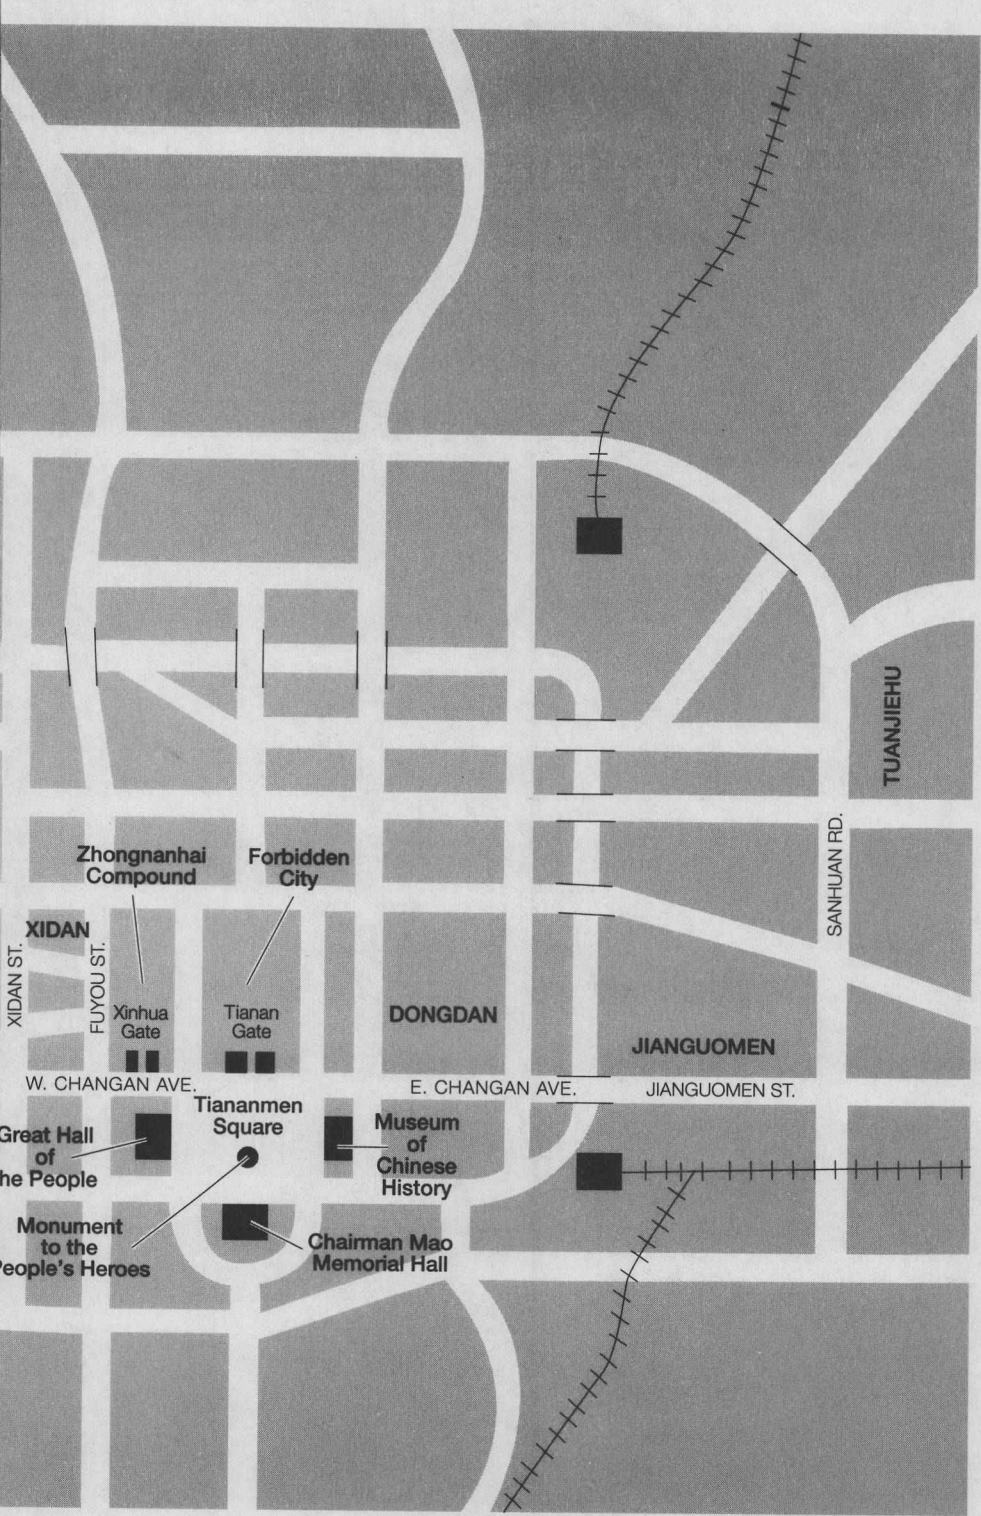 TUANJIEHU
SANHUAN RD.
Zhongnanhai
Compound
Forbidden
City
XIDAN
XIDAN ST.
FUYOU ST.
Xinhua
Gate
Tianan
Gate
DONGDAN
JIANGUOMEN
W. CHANGAN AVE.
E. CHANGAN AVE.
JIANGUOMEN ST.
Tiananmen
Square
Great Hall
of
he People
Museum
of
Chinese
History
Monument
to the
People's Heroes
Chairman Mao
Memorial Hall